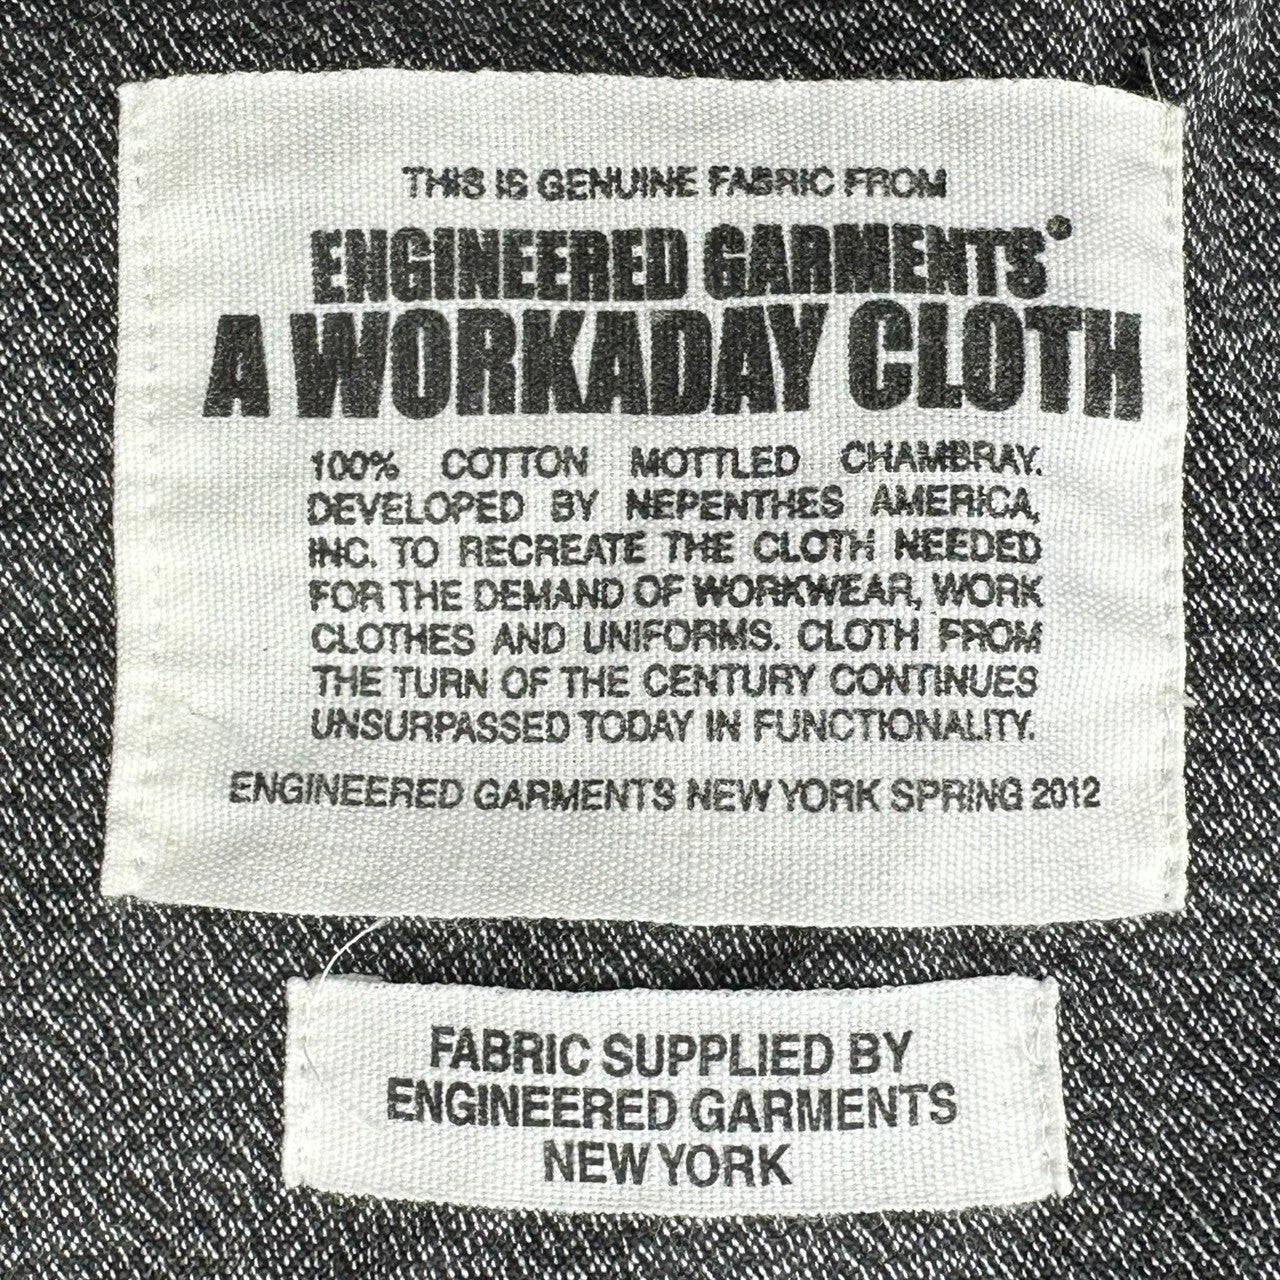 THIS IS GENUINE FABRIC FROM
ENGINEERED GARMENTS®
A WORKADAY CLOTH
100% COTTON MOTTLED CHAMBRAY.
DEVELOPED BY NEPENTHES AMERICA,
INC. TO RECREATE THE CLOTH NEEDED
FOR THE DEMAND OF WORKWEAR, WORK
CLOTHES AND UNIFORMS. CLOTH FROM
THE TURN OF THE CENTURY CONTINUES
UNSURPASSED TODAY IN FUNCTIONALITY.
ENGINEERED GARMENTS NEW YORK SPRING 2012
FABRIC SUPPLIED BY
ENGINEERED GARMENTS
NEW YORK